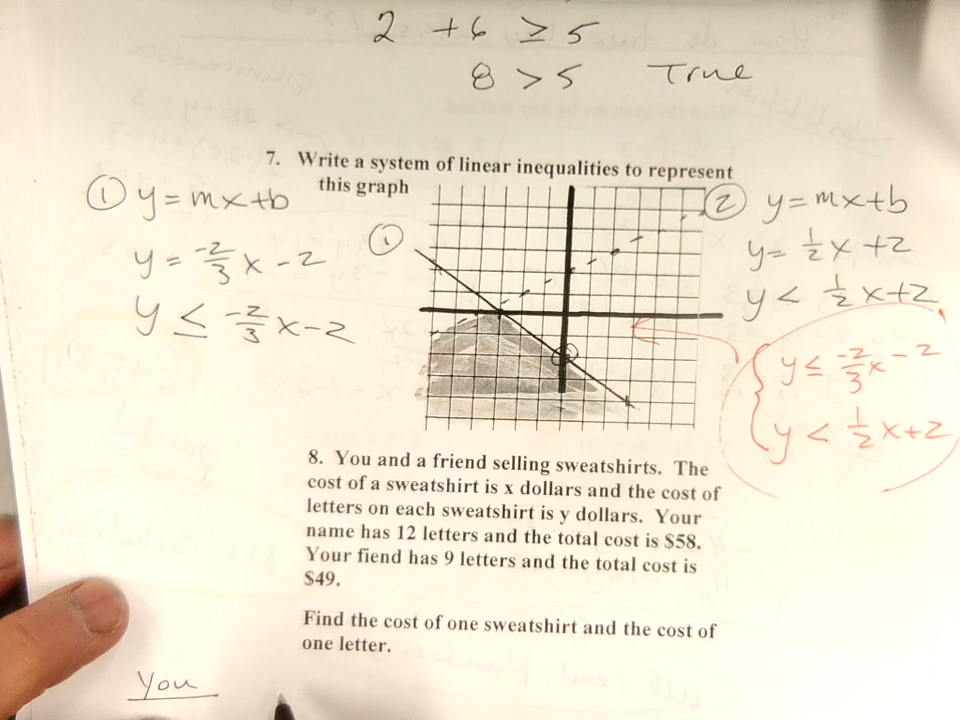 2 + 6 ≥ 5
8 > 5 True
7. Write a system of linear inequalities to represent
this graph
① y = mx+b
y = -2/3 x - 2
y ≤ -2/3 x - 2
①
② y = mx+b
y = 1/2 x + 2
y < 1/2 x + 2
{ y ≤ -2/3 x - 2
y < 1/2 x + 2
8. You and a friend selling sweatshirts. The
cost of a sweatshirt is x dollars and the cost of
letters on each sweatshirt is y dollars. Your
name has 12 letters and the total cost is $58.
Your fiend has 9 letters and the total cost is
$49.
Find the cost of one sweatshirt and the cost of
one letter.
You